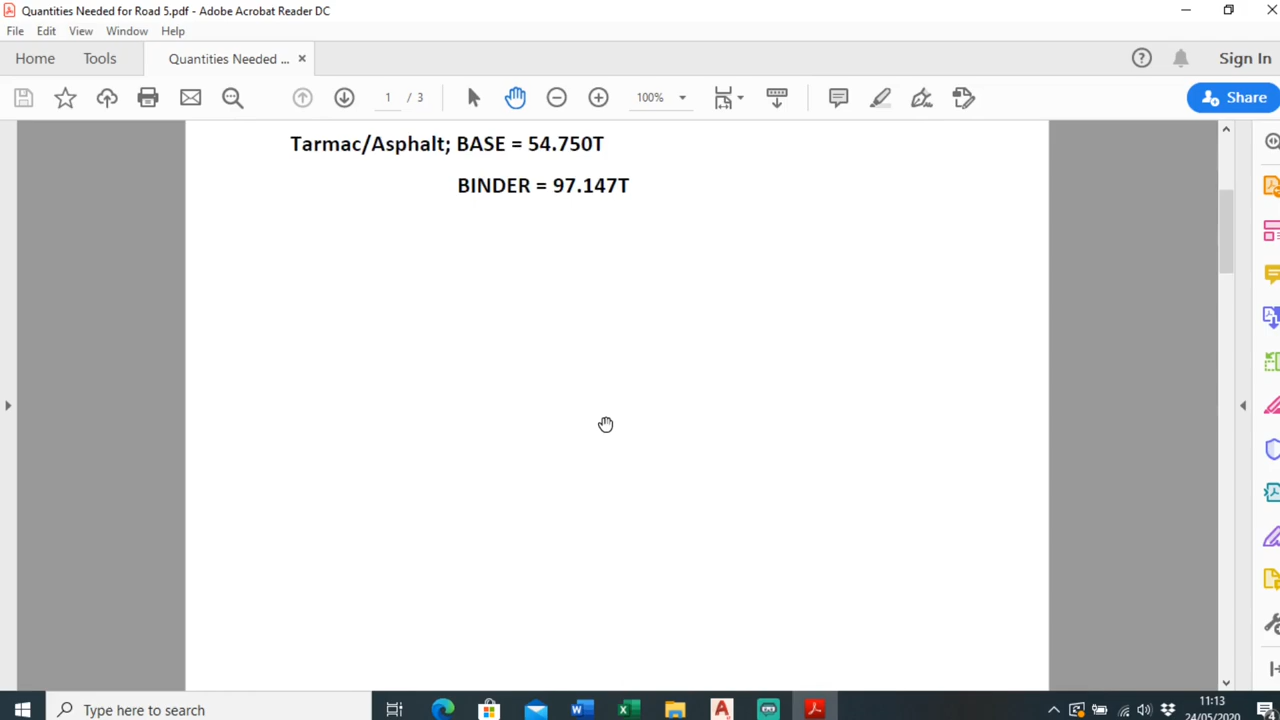 Quantities Needed for Road 5.pdf - Adobe Acrobat Reader DC
File Edit View Window Help
Home Tools Quantities Needed ... × Sign In
1 / 3 100% Share
Tarmac/Asphalt; BASE = 54.750T
BINDER = 97.147T
Type here to search
11:13
24/05/2020